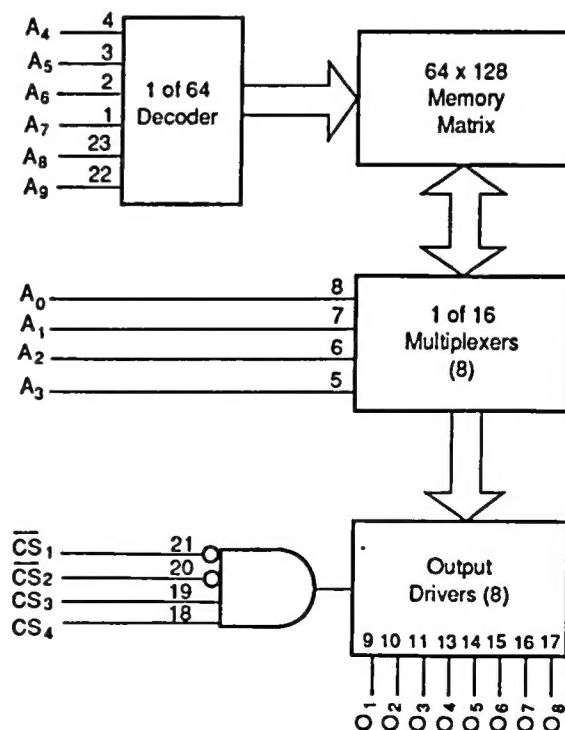 A4 4
A5 3
A6 2
A7 1
A8 23
A9 22
1 of 64
Decoder
64 x 128
Memory
Matrix
A0 8
A1 7
A2 6
A3 5
1 of 16
Multiplexers
(8)
C̅S̅1 21
C̅S̅2 20
CS3 19
CS4 18
Output
Drivers (8)
9 10 11 13 14 15 16 17
O1 O2 O3 O4 O5 O6 O7 O8